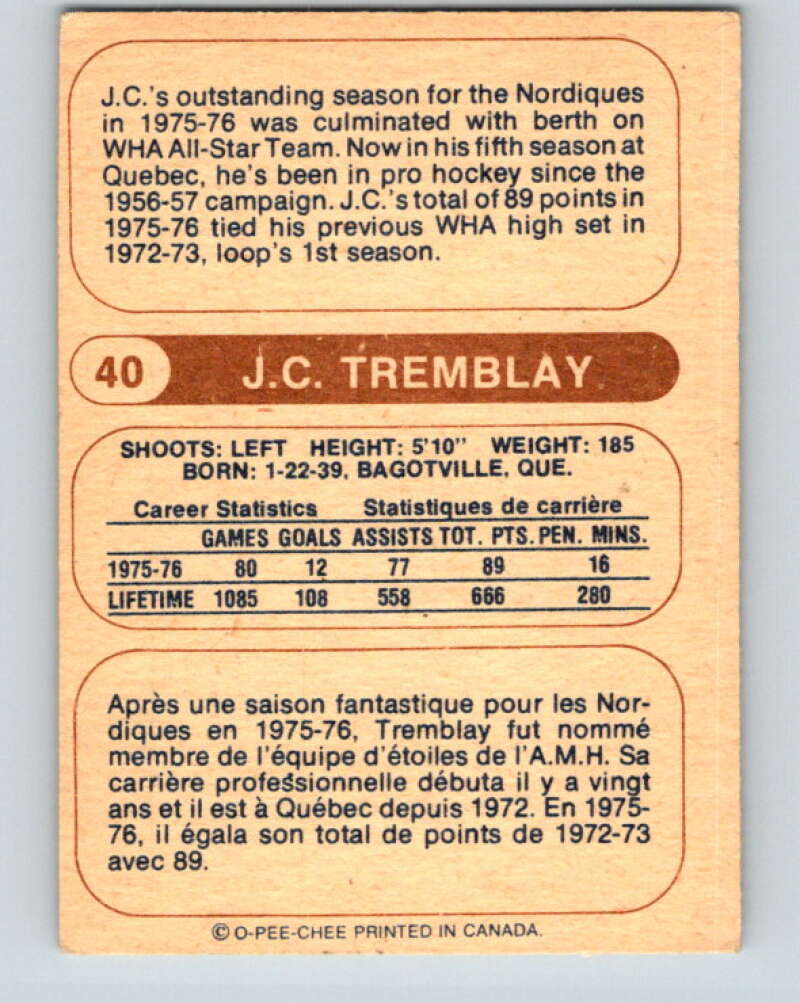 J.C.'s outstanding season for the Nordiques
in 1975-76 was culminated with berth on
WHA All-Star Team. Now in his fifth season at
Quebec, he's been in pro hockey since the
1956-57 campaign. J.C.'s total of 89 points in
1975-76 tied his previous WHA high set in
1972-73, loop's 1st season.
40 J.C. TREMBLAY
SHOOTS: LEFT HEIGHT: 5'10" WEIGHT: 185
BORN: 1-22-39, BAGOTVILLE, QUE.
Career Statistics Statistiques de carrière
GAMES GOALS ASSISTS TOT. PTS. PEN. MINS.
1975-76 80 12 77 89 16
LIFETIME 1085 108 558 666 280
Après une saison fantastique pour les Nor-
diques en 1975-76, Tremblay fut nommé
membre de l'équipe d'étoiles de l'A.M.H. Sa
carrière professionnelle débuta il y a vingt
ans et il est à Québec depuis 1972. En 1975-
76, il égala son total de points de 1972-73
avec 89.
© O-PEE-CHEE PRINTED IN CANADA.